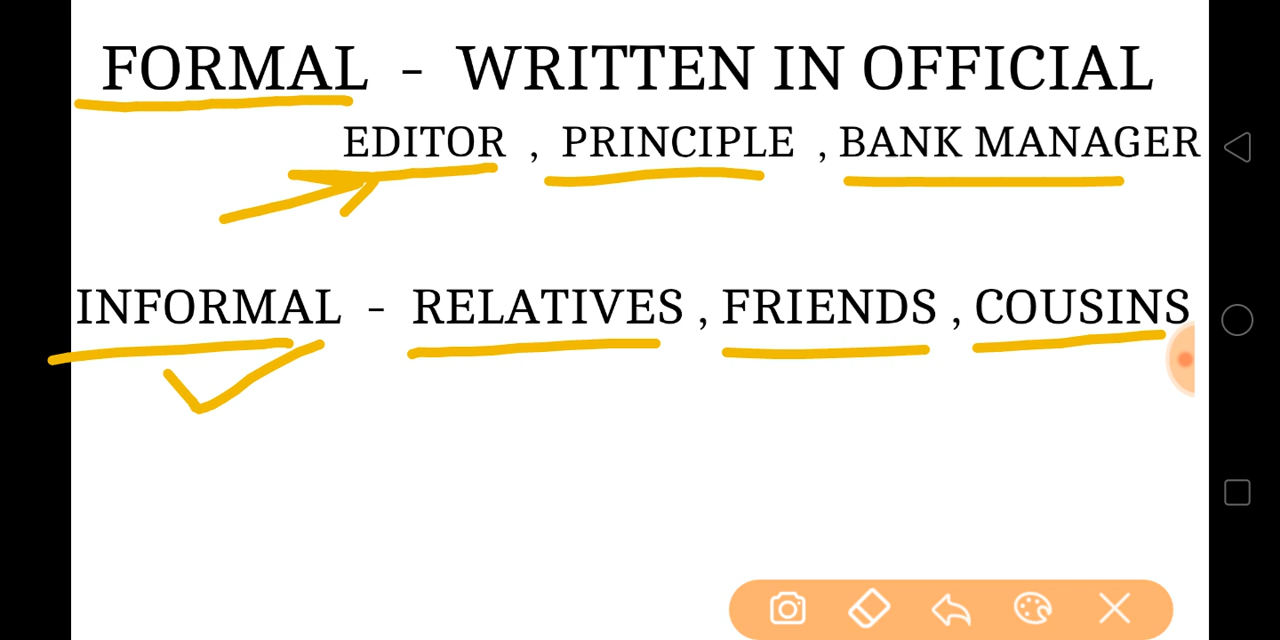 FORMAL - WRITTEN IN OFFICIAL
EDITOR , PRINCIPLE , BANK MANAGER
INFORMAL - RELATIVES , FRIENDS , COUSINS